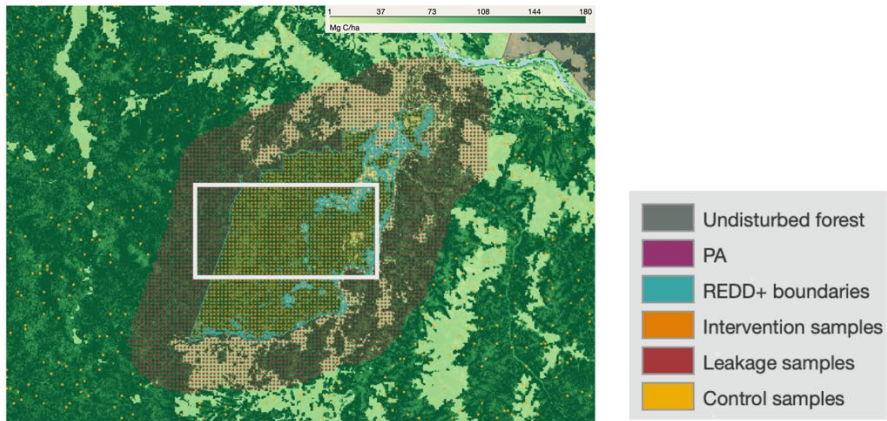 1 37 73 108 144 180
Mg C/ha
Undisturbed forest
PA
REDD+ boundaries
Intervention samples
Leakage samples
Control samples